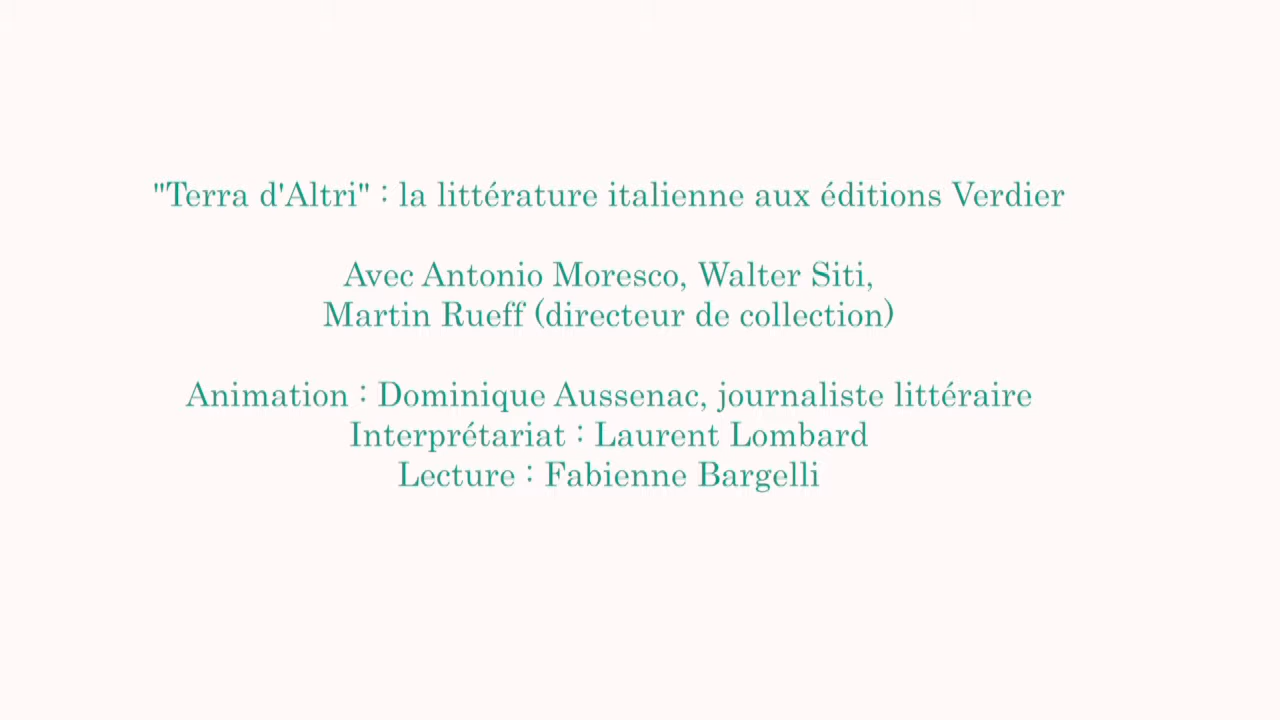 "Terra d'Altri" : la littérature italienne aux éditions Verdier
Avec Antonio Moresco, Walter Siti,
Martin Rueff (directeur de collection)
Animation : Dominique Aussenac, journaliste littéraire
Interprétariat : Laurent Lombard
Lecture : Fabienne Bargelli